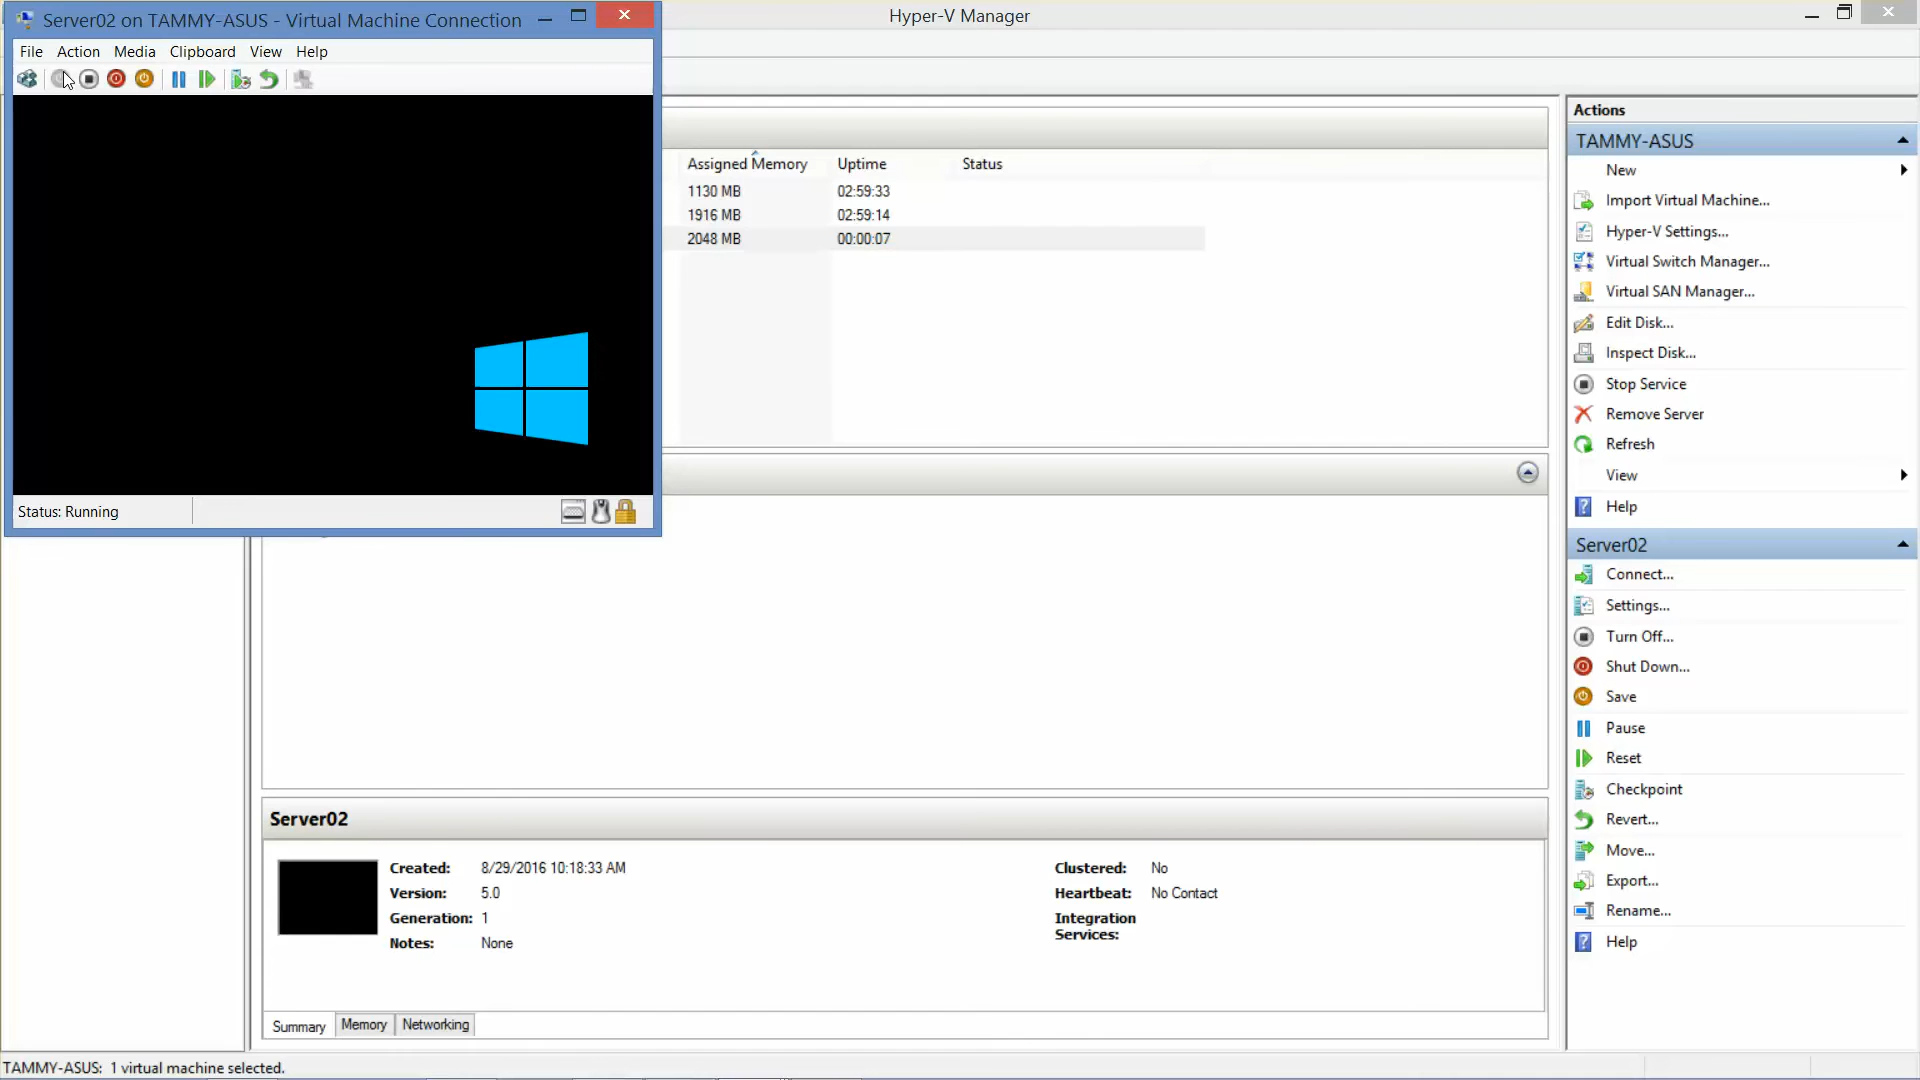 Server02 on TAMMY-ASUS - Virtual Machine Connection
Hyper-V Manager
File Action Media Clipboard View Help
Assigned Memory Uptime Status
1130 MB 02:59:33
1916 MB 02:59:14
2048 MB 00:00:07
Status: Running
Server02
Created: 8/29/2016 10:18:33 AM
Version: 5.0
Generation: 1
Notes: None
Clustered: No
Heartbeat: No Contact
Integration
Services:
Summary Memory Networking
Actions
TAMMY-ASUS
New
Import Virtual Machine...
Hyper-V Settings...
Virtual Switch Manager...
Virtual SAN Manager...
Edit Disk...
Inspect Disk...
Stop Service
Remove Server
Refresh
View
Help
Server02
Connect...
Settings...
Turn Off...
Shut Down...
Save
Pause
Reset
Checkpoint
Revert...
Move...
Export...
Rename...
Help
TAMMY-ASUS: 1 virtual machine selected.